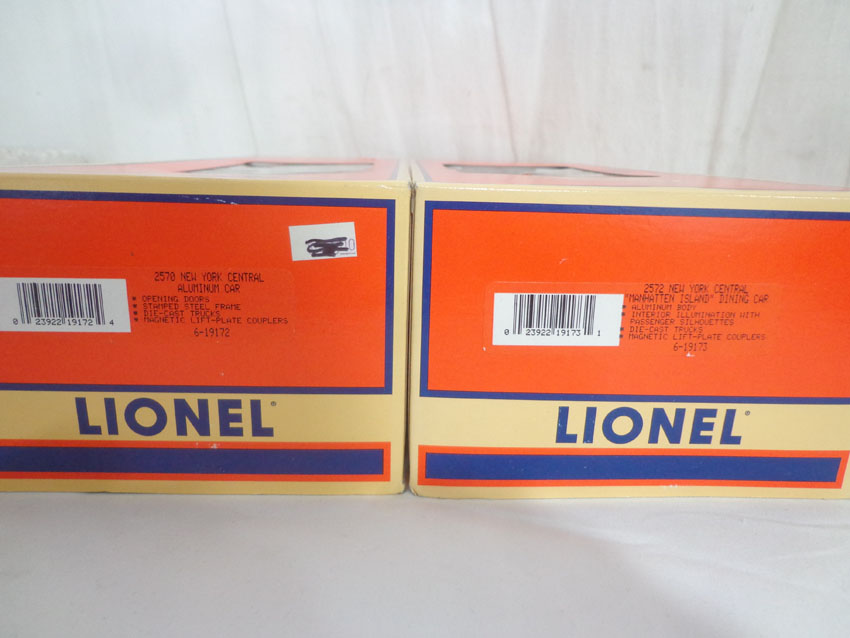 2570 NEW YORK CENTRAL
ALUMINUM CAR
* OPENING DOORS
* STAMPED STEEL FRAME
* DIE-CAST TRUCKS
* MAGNETIC LIFT-PLATE COUPLERS
6-19172
0 23922 19172 4
LIONEL®
2572 NEW YORK CENTRAL
"MANHATTEN ISLAND" DINING CAR
* ALUMINUM BODY
* INTERIOR ILLUMINATION WITH
PASSENGER SILHOUETTES
* DIE-CAST TRUCKS
* MAGNETIC LIFT-PLATE COUPLERS
6-19173
0 23922 19173 1
LIONEL®